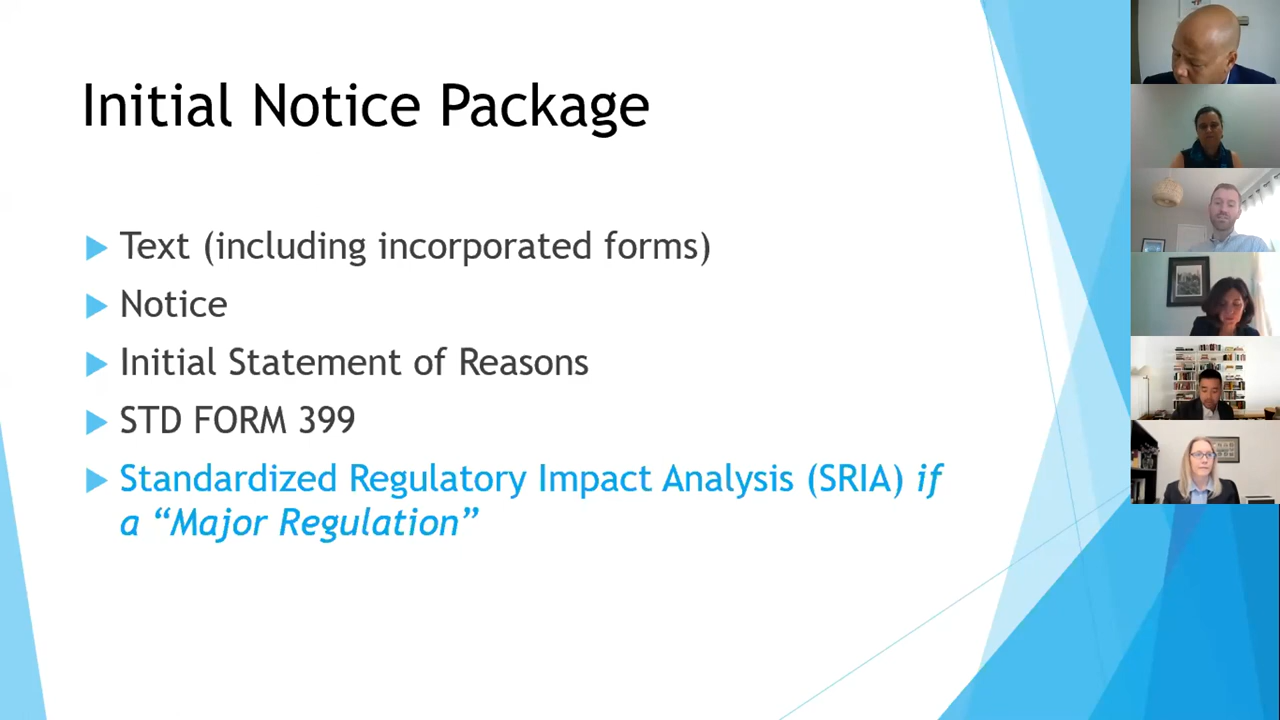 Initial Notice Package
Text (including incorporated forms)
Notice
Initial Statement of Reasons
STD FORM 399
Standardized Regulatory Impact Analysis (SRIA) if
a “Major Regulation”